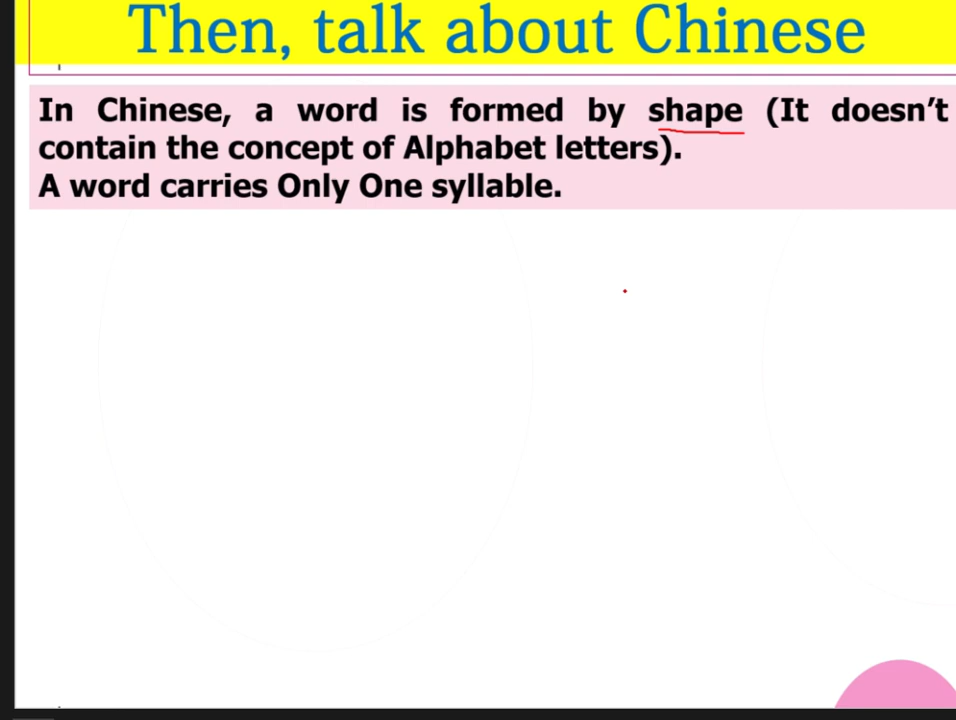 Then, talk about Chinese
In Chinese, a word is formed by shape (It doesn’t
contain the concept of Alphabet letters).
A word carries Only One syllable.